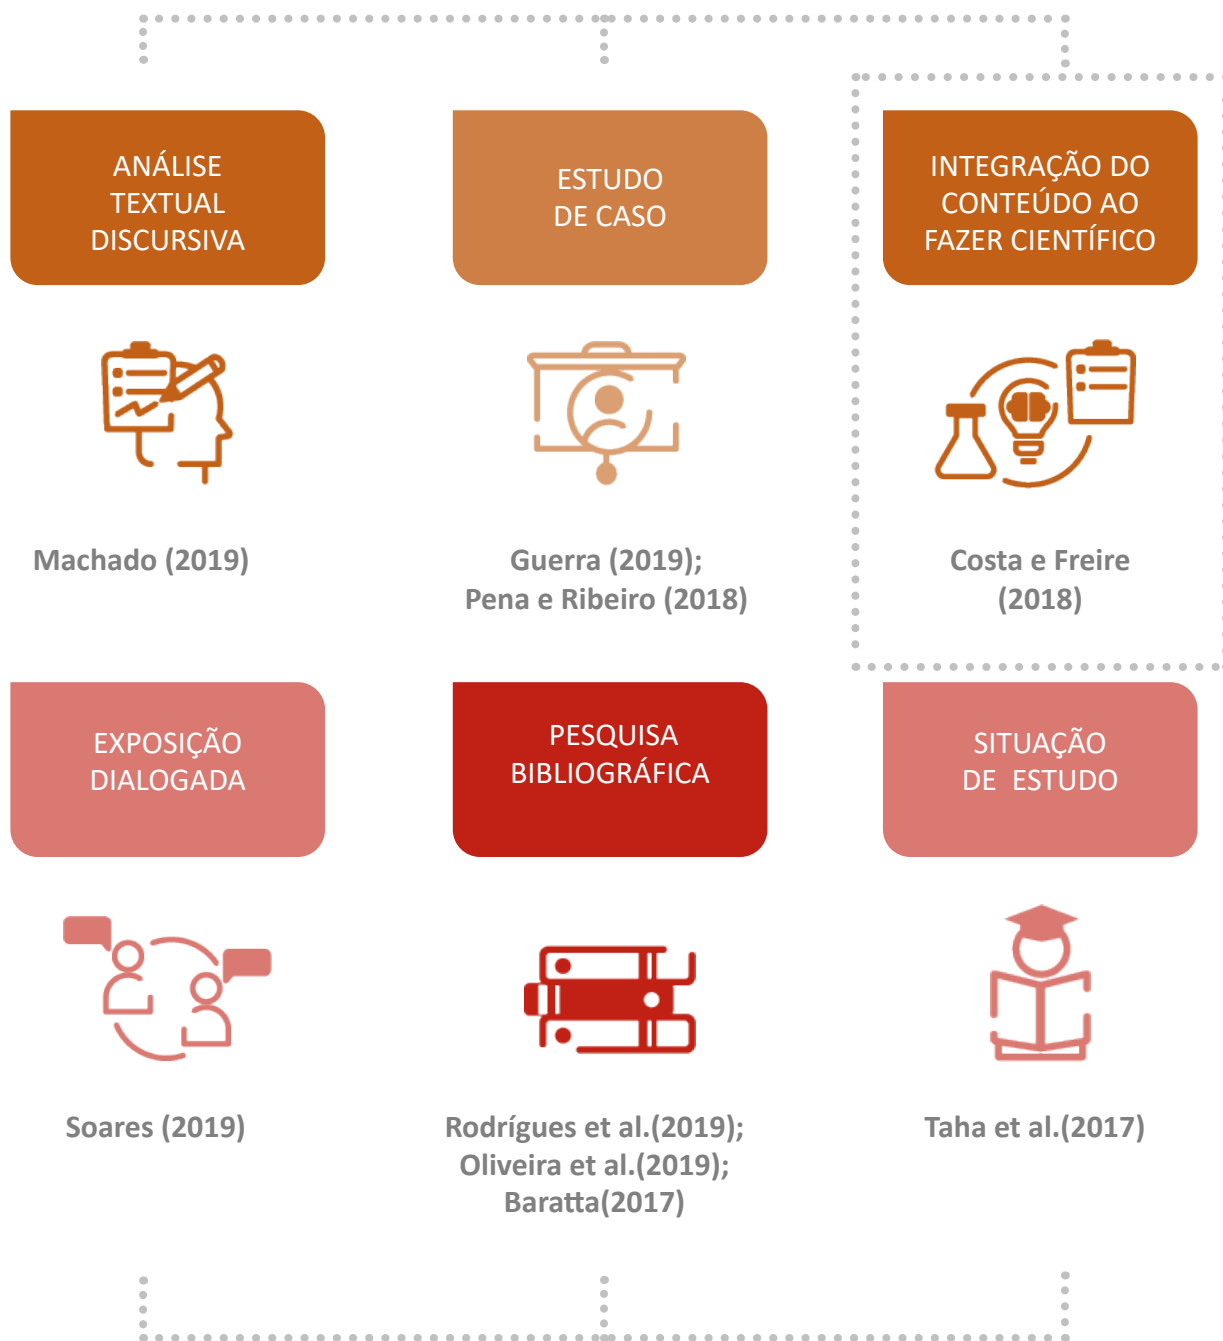 ANÁLISE
TEXTUAL
DISCURSIVA
ESTUDO
DE CASO
INTEGRAÇÃO DO
CONTEÚDO AO
FAZER CIENTÍFICO
Machado (2019)
Guerra (2019);
Pena e Ribeiro (2018)
Costa e Freire
(2018)
EXPOSIÇÃO
DIALOGADA
PESQUISA
BIBLIOGRÁFICA
SITUAÇÃO
DE ESTUDO
Soares (2019)
Rodrígues et al.(2019);
Oliveira et al.(2019);
Baratta(2017)
Taha et al.(2017)